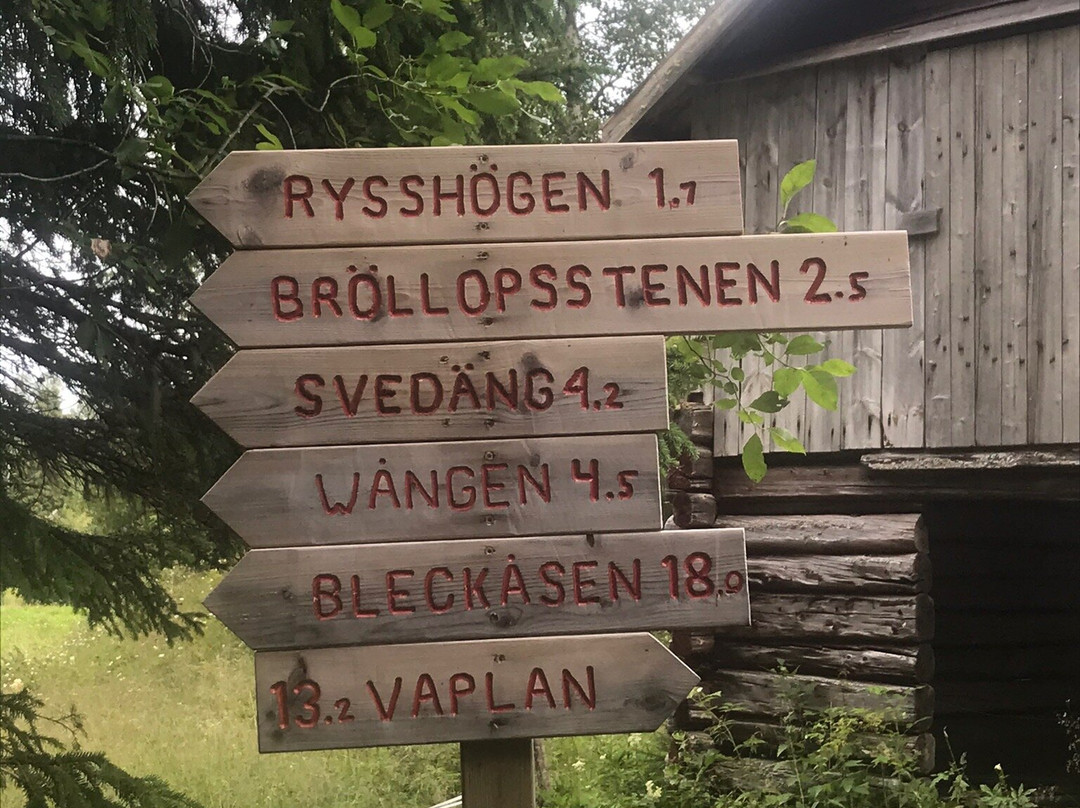 RYSSHÖGEN 1.7
BRÖLLOPSSTENEN 2.5
SVEDÄNG 4.2
WÅNGEN 4.5
BLECKÅSEN 18.0
13.2 VAPLAN